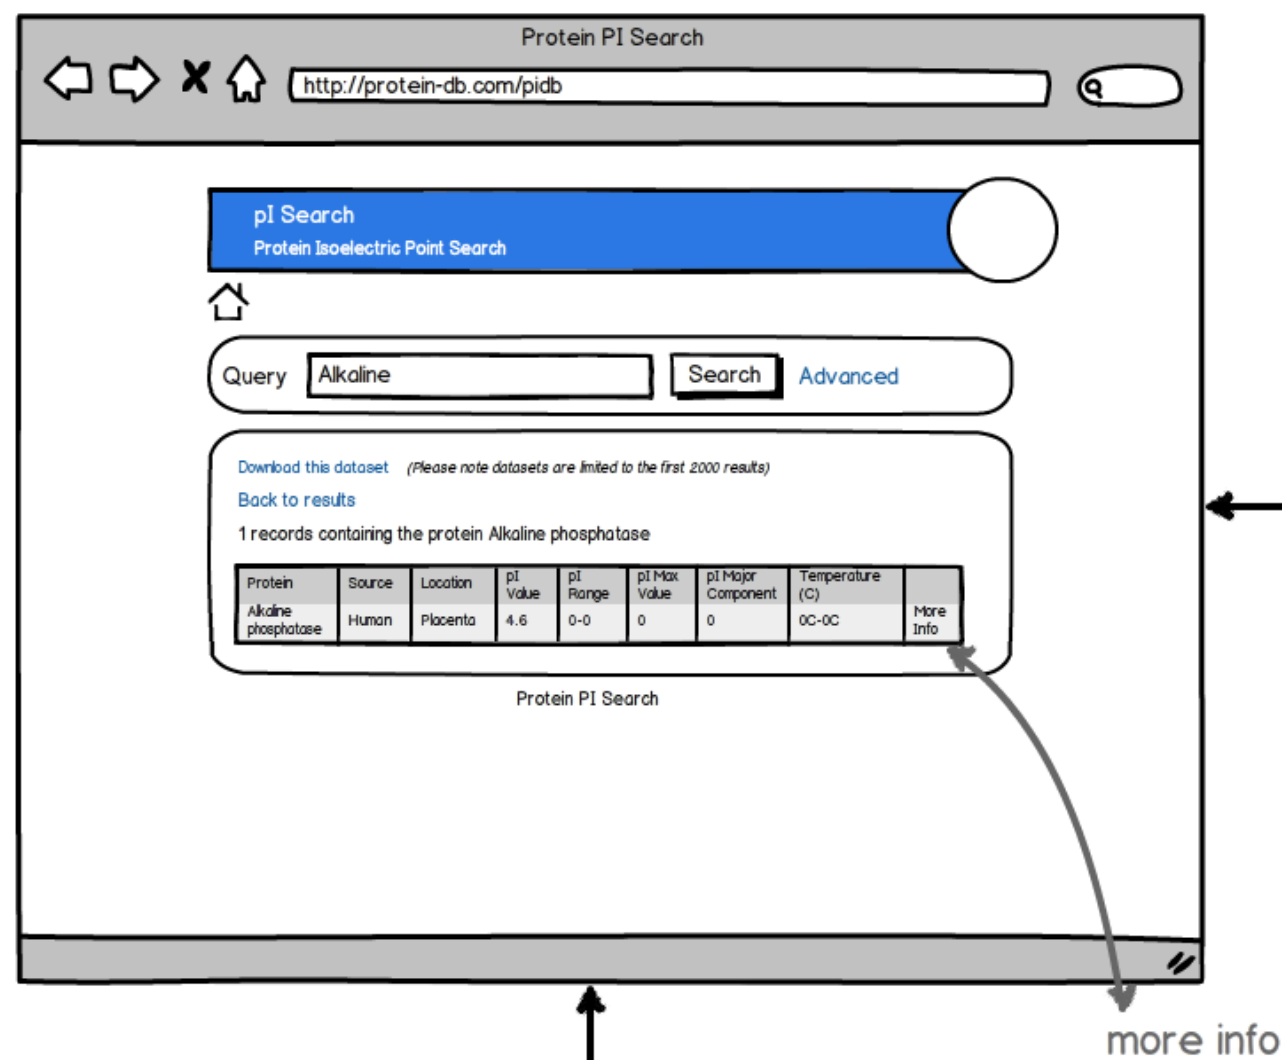 Protein PI Search
http://protein-db.com/pidb
pI Search
Protein Isoelectric Point Search
Query Alkaline Search Advanced
Download this dataset (Please note datasets are limited to the first 2000 results)
Back to results
1 records containing the protein Alkaline phosphatase
Protein Source Location pI Value pI Range pI Max Value pI Major Component Temperature (C)
Alkaline phosphatase Human Placenta 4.6 0-0 0 0 0C-0C More Info
Protein PI Search
more info